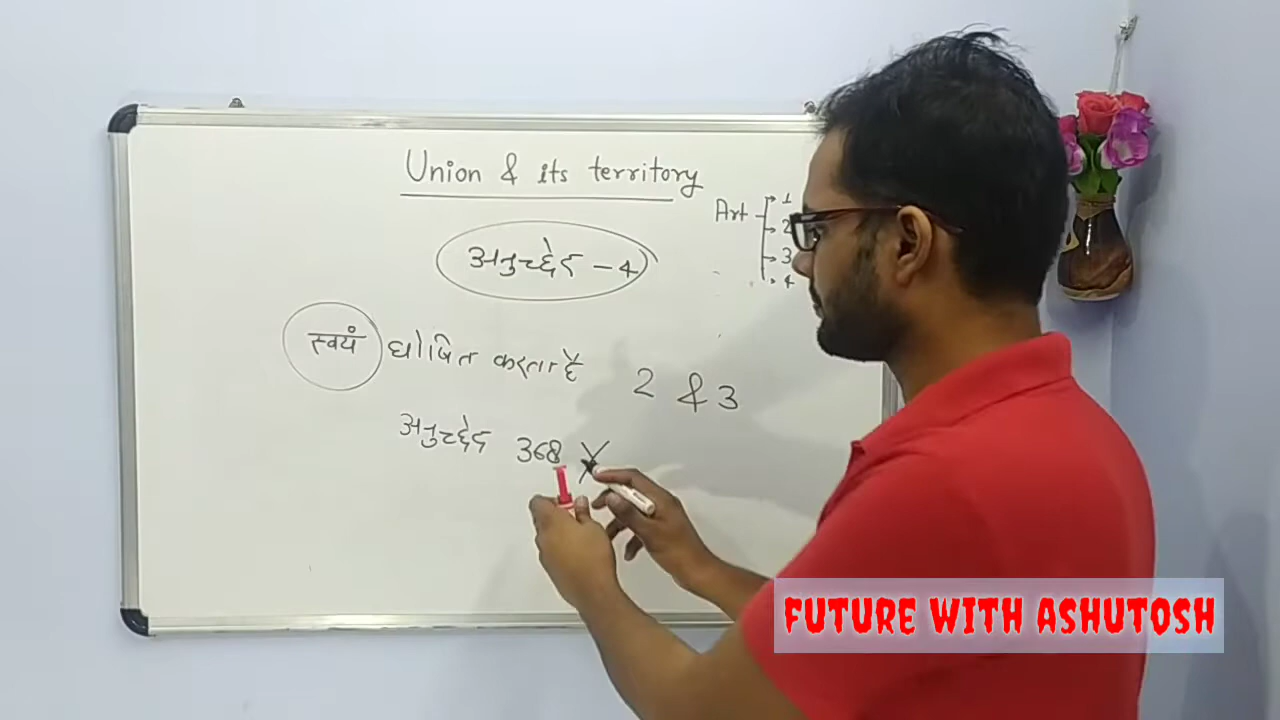 Union & its territory
Art 1
2
3
4
अनुच्छेद - 4
स्वयं घोषित करता है 2 & 3
अनुच्छेद 368 X
FUTURE WITH ASHUTOSH